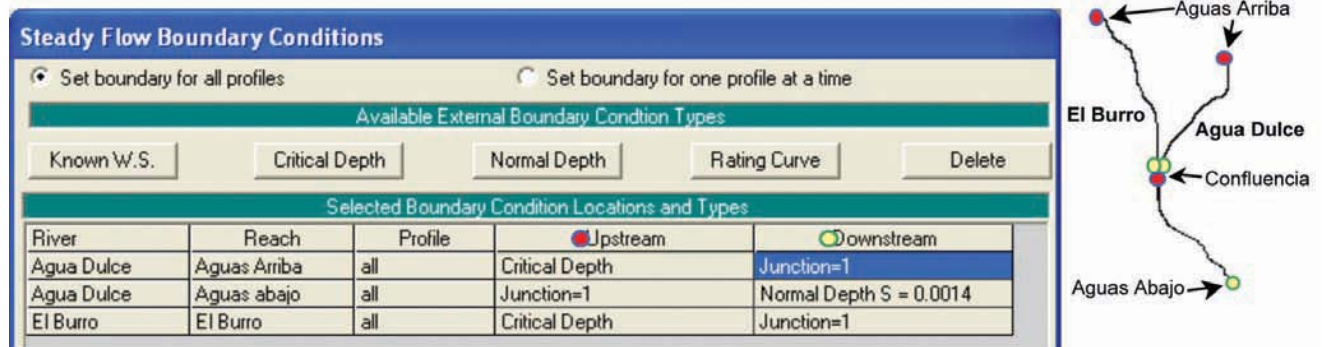 Steady Flow Boundary Conditions
Set boundary for all profiles Set boundary for one profile at a time
Available External Boundary Condtion Types
Known W.S. Critical Depth Normal Depth Rating Curve Delete
Selected Boundary Condition Locations and Types
River Reach Profile Upstream Downstream
Agua Dulce Aguas Arriba all Critical Depth Junction=1
Agua Dulce Aguas abajo all Junction=1 Normal Depth S = 0.0014
El Burro El Burro all Critical Depth Junction=1
Aguas Arriba
El Burro
Agua Dulce
Confluencia
Aguas Abajo